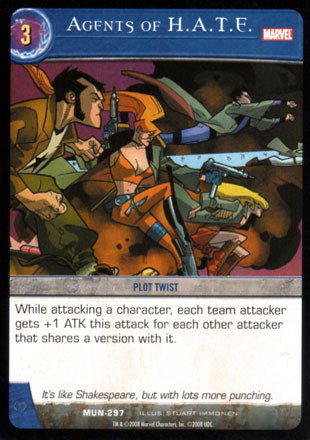 3
AGENTS OF H.A.T.E.
MARVEL
PLOT TWIST
While attacking a character, each team attacker
gets +1 ATK this attack for each other attacker
that shares a version with it.
It's like Shakespeare, but with lots more punching.
MUN-297 ILLUS. STUART IMMONEN
TM & ©2008 Marvel Characters, Inc. ©2008 UDC.